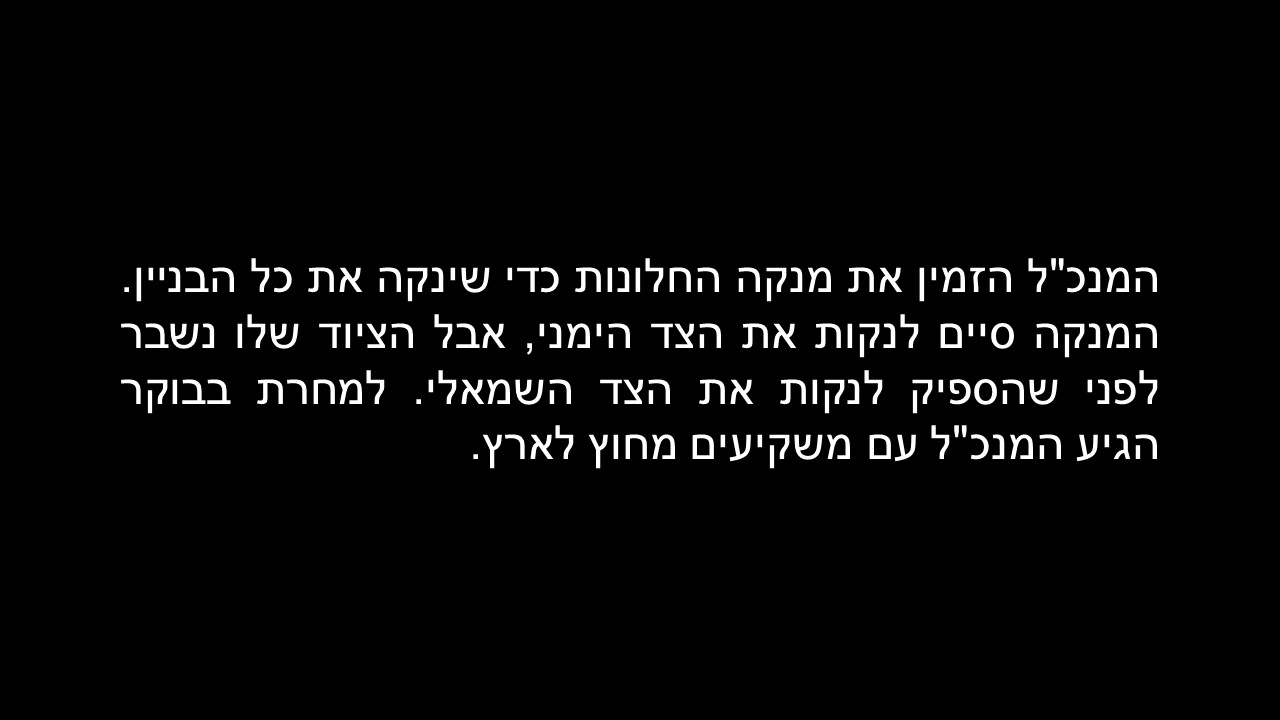 המנכ"ל הזמין את מנקה החלונות כדי שינקה את כל הבניין.
המנקה סיים לנקות את הצד הימני, אבל הציוד שלו נשבר
לפני שהספיק לנקות את הצד השמאלי. למחרת בבוקר
הגיע המנכ"ל עם משקיעים מחוץ לארץ.